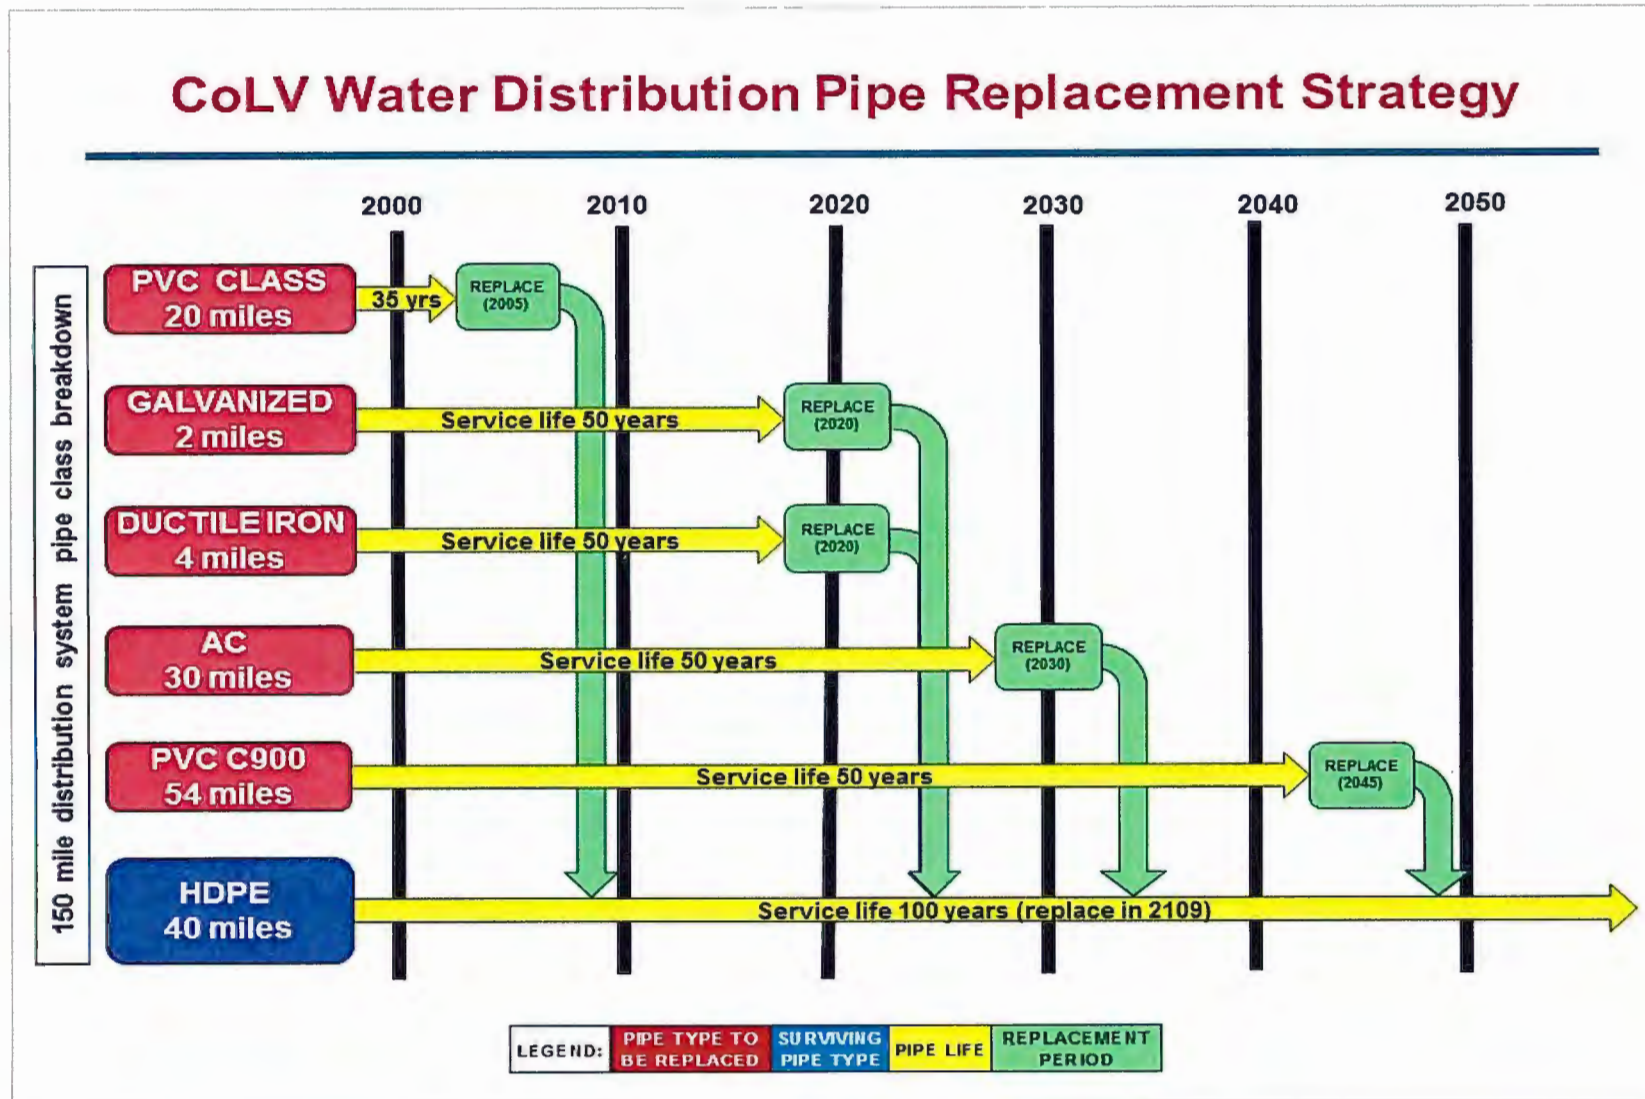 CoLV Water Distribution Pipe Replacement Strategy
2000 2010 2020 2030 2040 2050
150 mile distribution system pipe class breakdown
PVC CLASS
20 miles
35 yrs
REPLACE
(2005)
GALVANIZED
2 miles
Service life 50 years
REPLACE
(2020)
DUCTILE IRON
4 miles
Service life 50 years
REPLACE
(2020)
AC
30 miles
Service life 50 years
REPLACE
(2030)
PVC C900
54 miles
Service life 50 years
REPLACE
(2045)
HDPE
40 miles
Service life 100 years (replace in 2109)
LEGEND:
PIPE TYPE TO
BE REPLACED
SURVIVING
PIPE TYPE
PIPE LIFE
REPLACEMENT
PERIOD